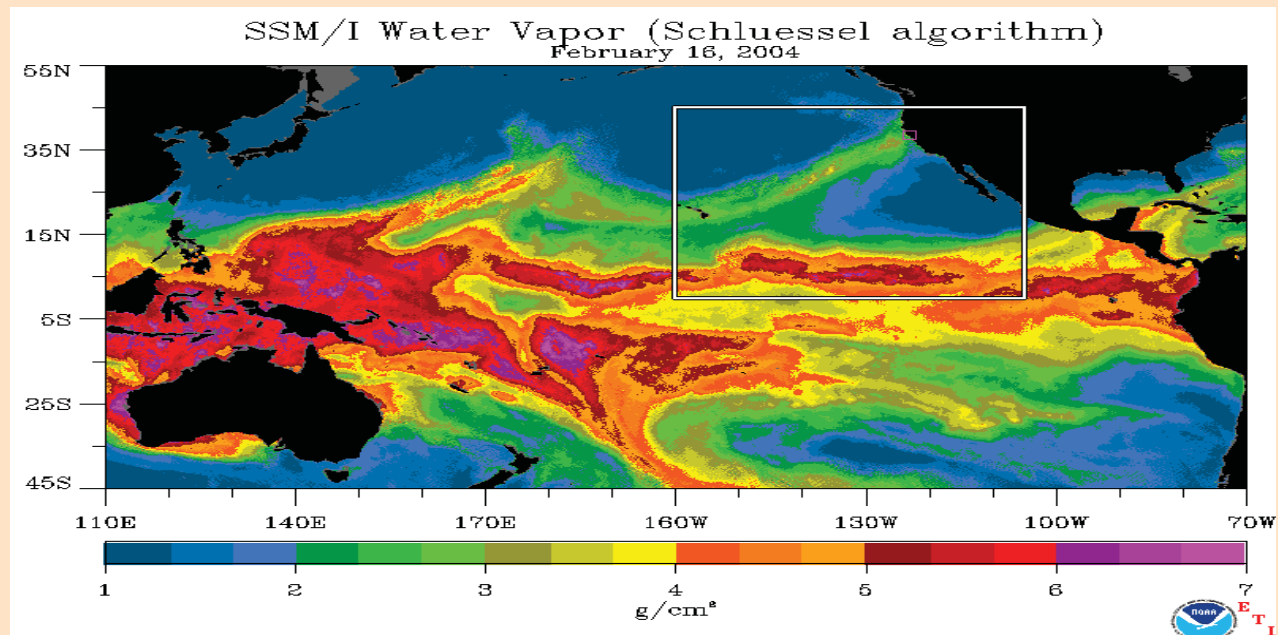 SSM/I Water Vapor (Schluessel algorithm)
February 16, 2004
55N
35N
15N
5S
25S
45S
110E 140E 170E 160W 130W 100W 70W
1 2 3 4 5 6 7
g/cm²
NOAA
E
T
L